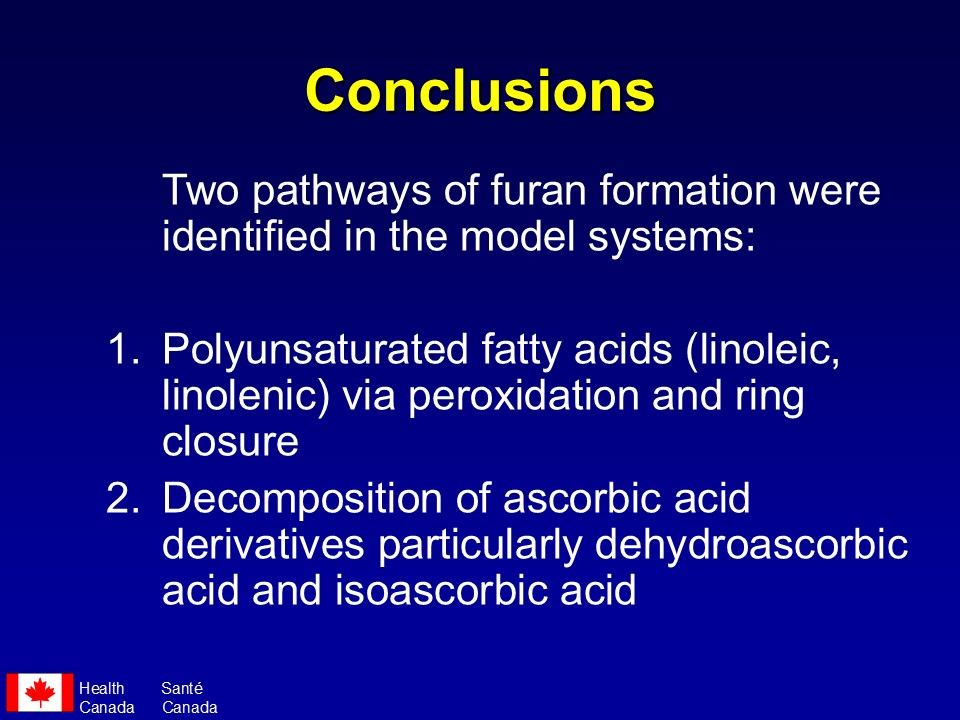 Conclusions
Two pathways of furan formation were
identified in the model systems:
1. Polyunsaturated fatty acids (linoleic,
linolenic) via peroxidation and ring
closure
2. Decomposition of ascorbic acid
derivatives particularly dehydroascorbic
acid and isoascorbic acid
Health Santé
Canada Canada